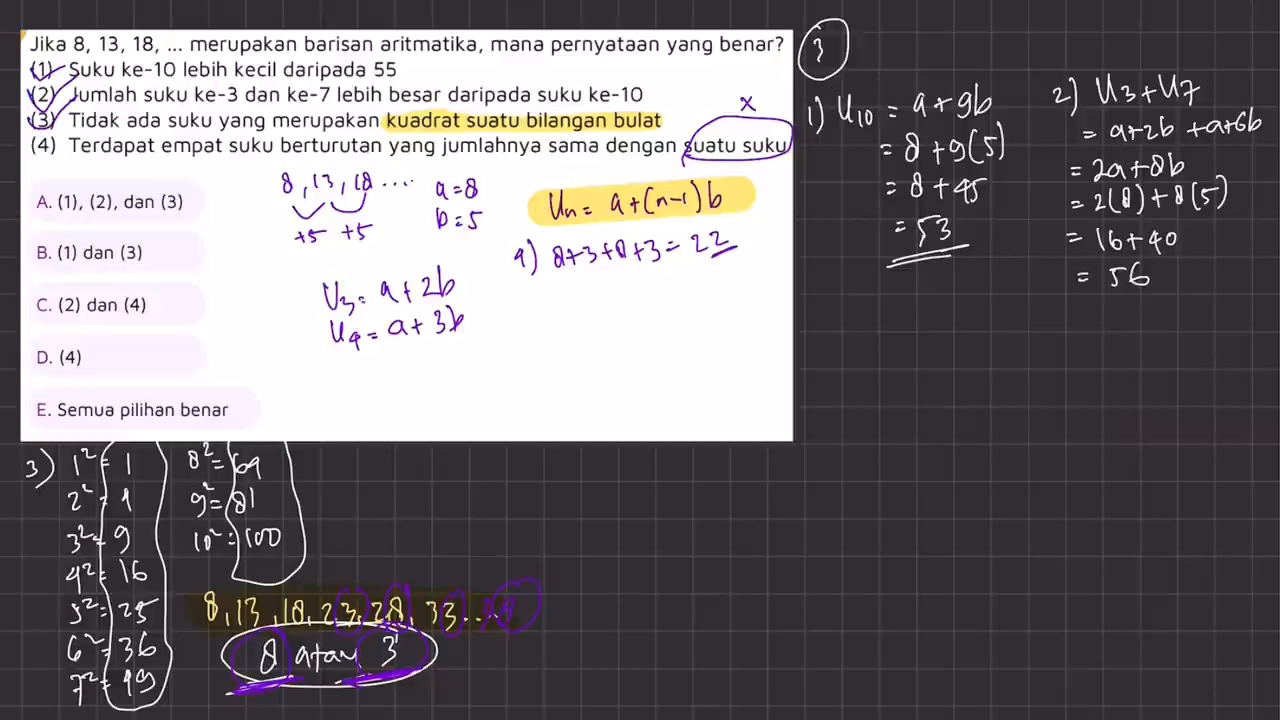 Jika 8, 13, 18, ... merupakan barisan aritmatika, mana pernyataan yang benar?
(1) Suku ke-10 lebih kecil daripada 55
(2) Jumlah suku ke-3 dan ke-7 lebih besar daripada suku ke-10
(3) Tidak ada suku yang merupakan kuadrat suatu bilangan bulat
(4) Terdapat empat suku berturutan yang jumlahnya sama dengan suatu suku
x
A. (1), (2), dan (3)
B. (1) dan (3)
C. (2) dan (4)
D. (4)
E. Semua pilihan benar
8, 13, 18 ....
+5 +5
a = 8
b = 5
Un = a + (n-1) b
4) 8+3+8+3 = 22
U3 = a + 2b
U4 = a + 3b
3
1) U10 = a + 9b
= 8 + 9(5)
= 8 + 45
= 53
2) U3 + U7
= a+2b + a+6b
= 2a + 8b
= 2(8) + 8(5)
= 16 + 40
= 56
3) 1² = 1
2² = 4
3² = 9
4² = 16
5² = 25
6² = 36
7² = 49
8² = 64
9² = 81
10² = 100
8, 13, 18, 23, 28, 33 ...
8 atau 3